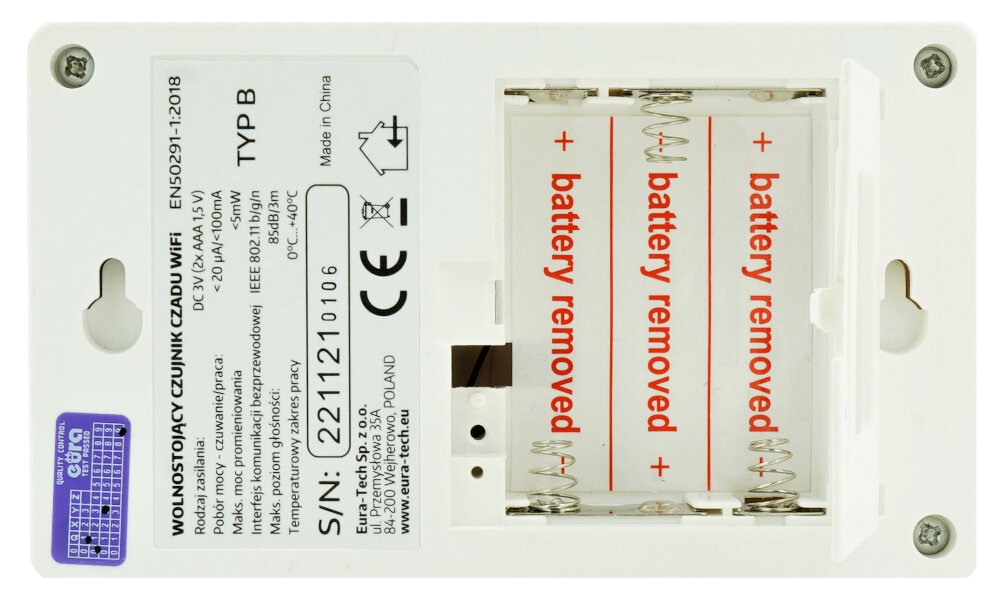 WOLNOSTOJĄCY CZUJNIK CZADU WiFi EN50291-1:2018
Rodzaj zasilania: DC 3V (2x AAA 1,5 V)
Pobór mocy - czuwanie/praca: < 20 µA/<100mA
Maks. moc promieniowania <5mW
Interfejs komunikacji bezprzewodowej IEEE 802.11 b/g/n
Maks. poziom głośności: 85dB/3m
Temperaturowy zakres pracy 0°C...+40°C
TYP B
S/N: 2211121 0106
Made in China
Eura-Tech Sp. z o.o.
ul. Przemysłowa 35A
84-200 Wejherowo, POLAND
www.eura-tech.eu
CE
+ battery removed
battery removed +
+ battery removed
QUALITY CONTROL
eura
TEST PASSED